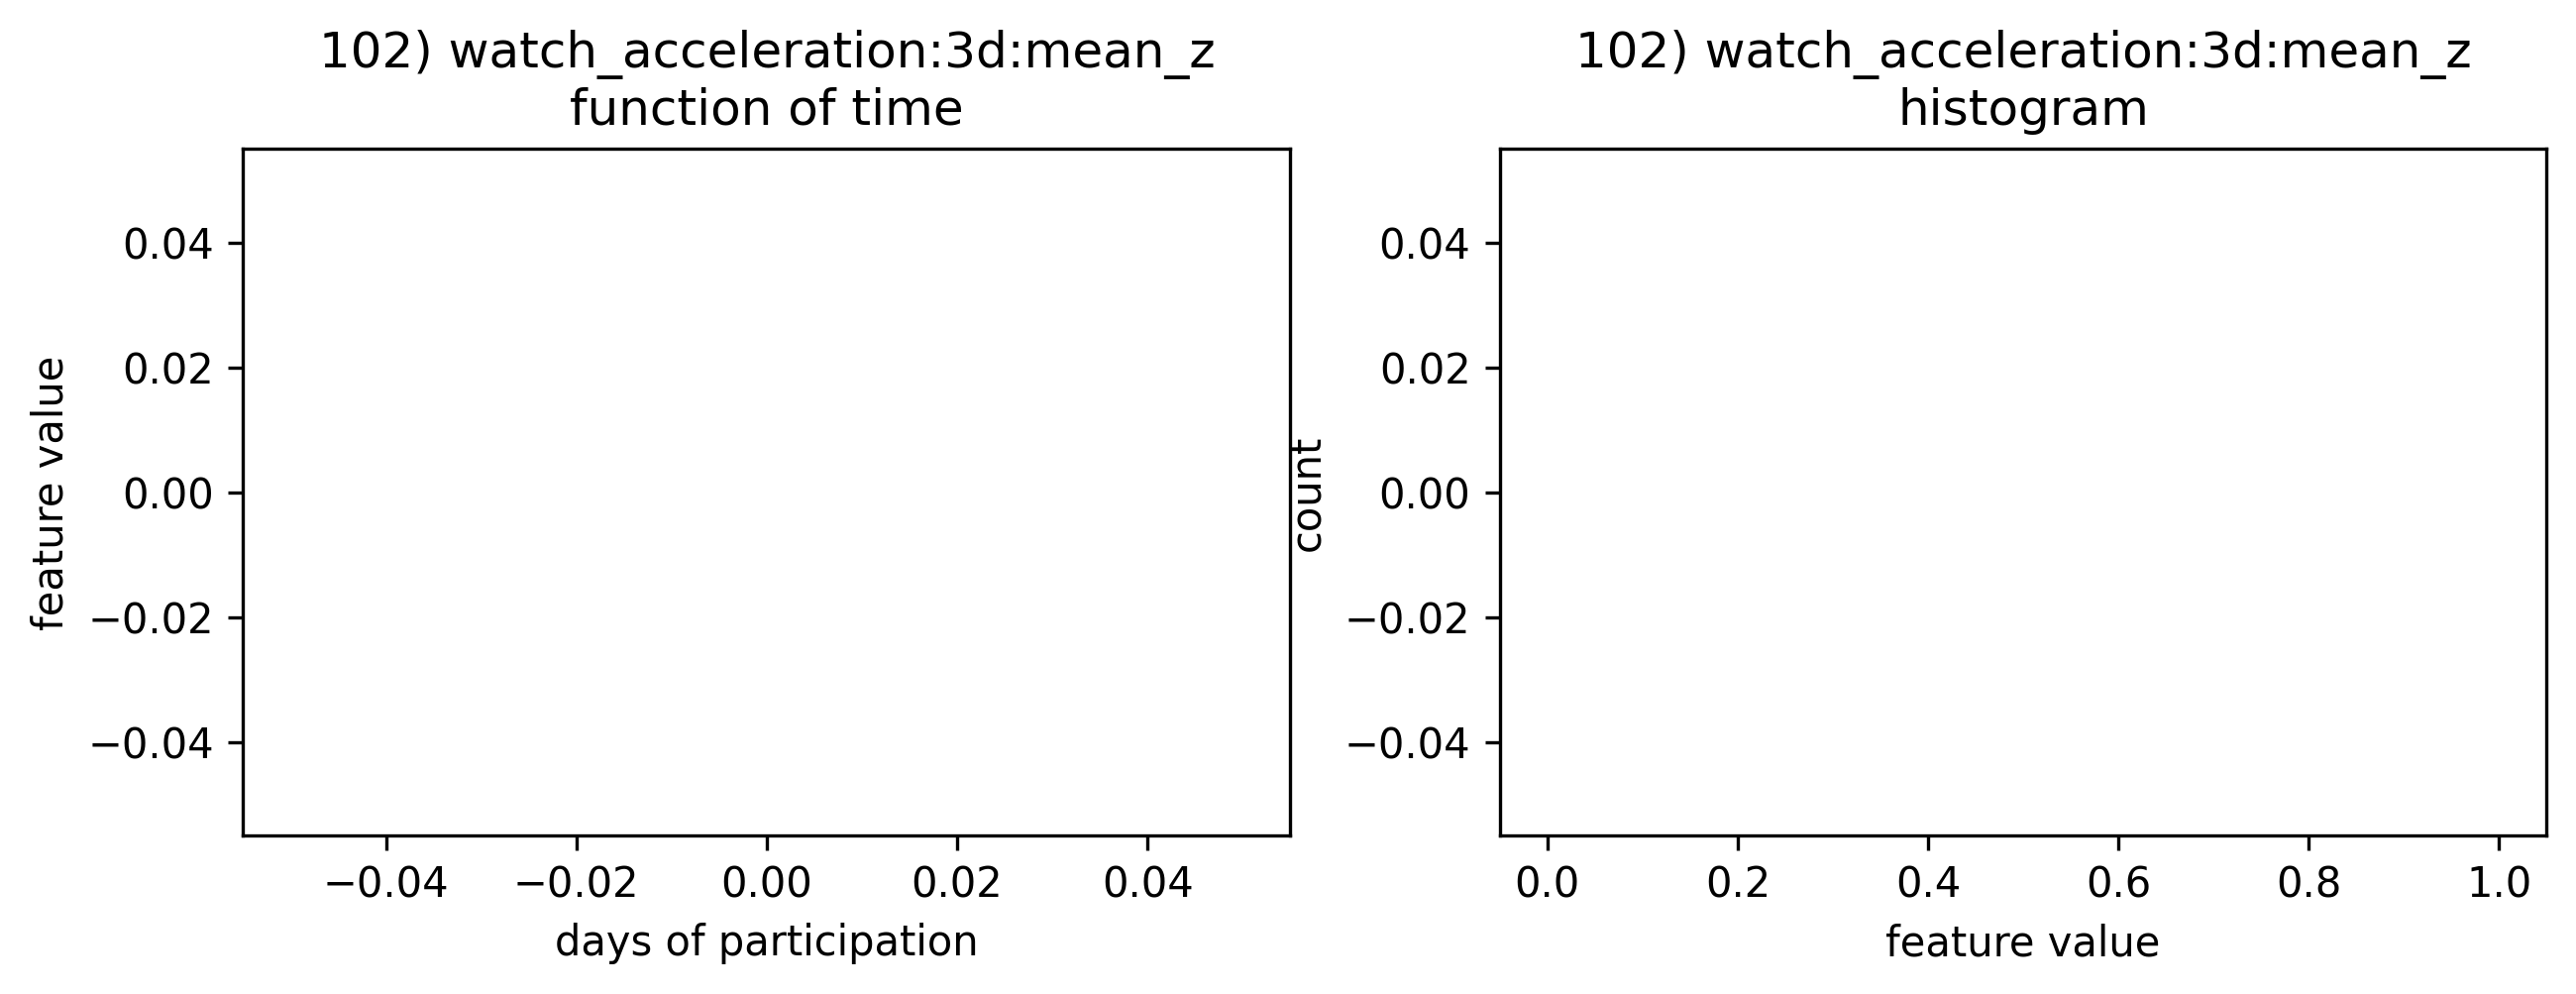 102) watch_acceleration:3d:mean_z
function of time
feature value
0.04
0.02
0.00
−0.02
−0.04
−0.04
−0.02
0.00
0.02
0.04
days of participation
102) watch_acceleration:3d:mean_z
histogram
count
0.04
0.02
0.00
−0.02
−0.04
0.0
0.2
0.4
0.6
0.8
1.0
feature value